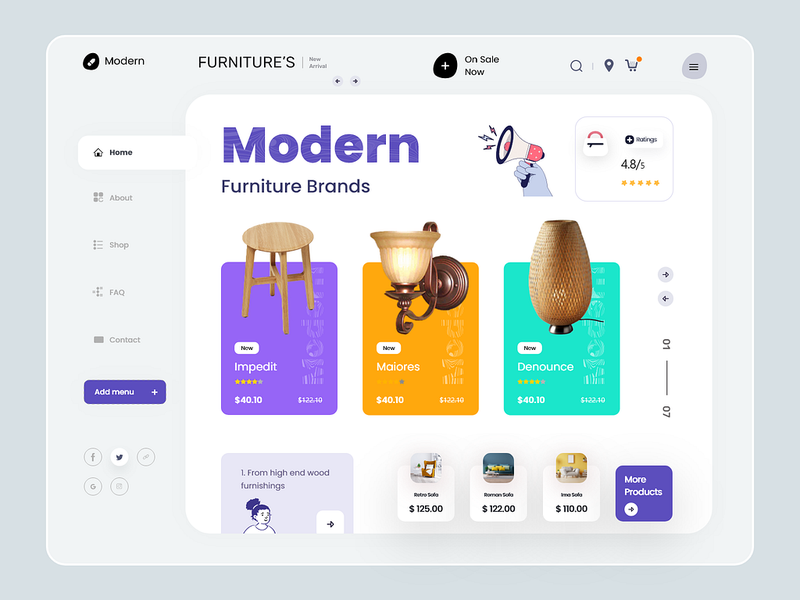 Modern
FURNITURE'S
New
Arrival
On Sale
Now
Home
About
Shop
FAQ
Contact
Add menu
Modern
Furniture Brands
Ratings
4.8/5
New
Impedit
$40.10
$122.10
New
Maiores
$40.10
$122.10
New
Denounce
$40.10
$122.10
01
07
1. From high end wood
furnishings
Retro Sofa
$ 125.00
Roman Sofa
$ 122.00
Ima Sofa
$ 110.00
More
Products